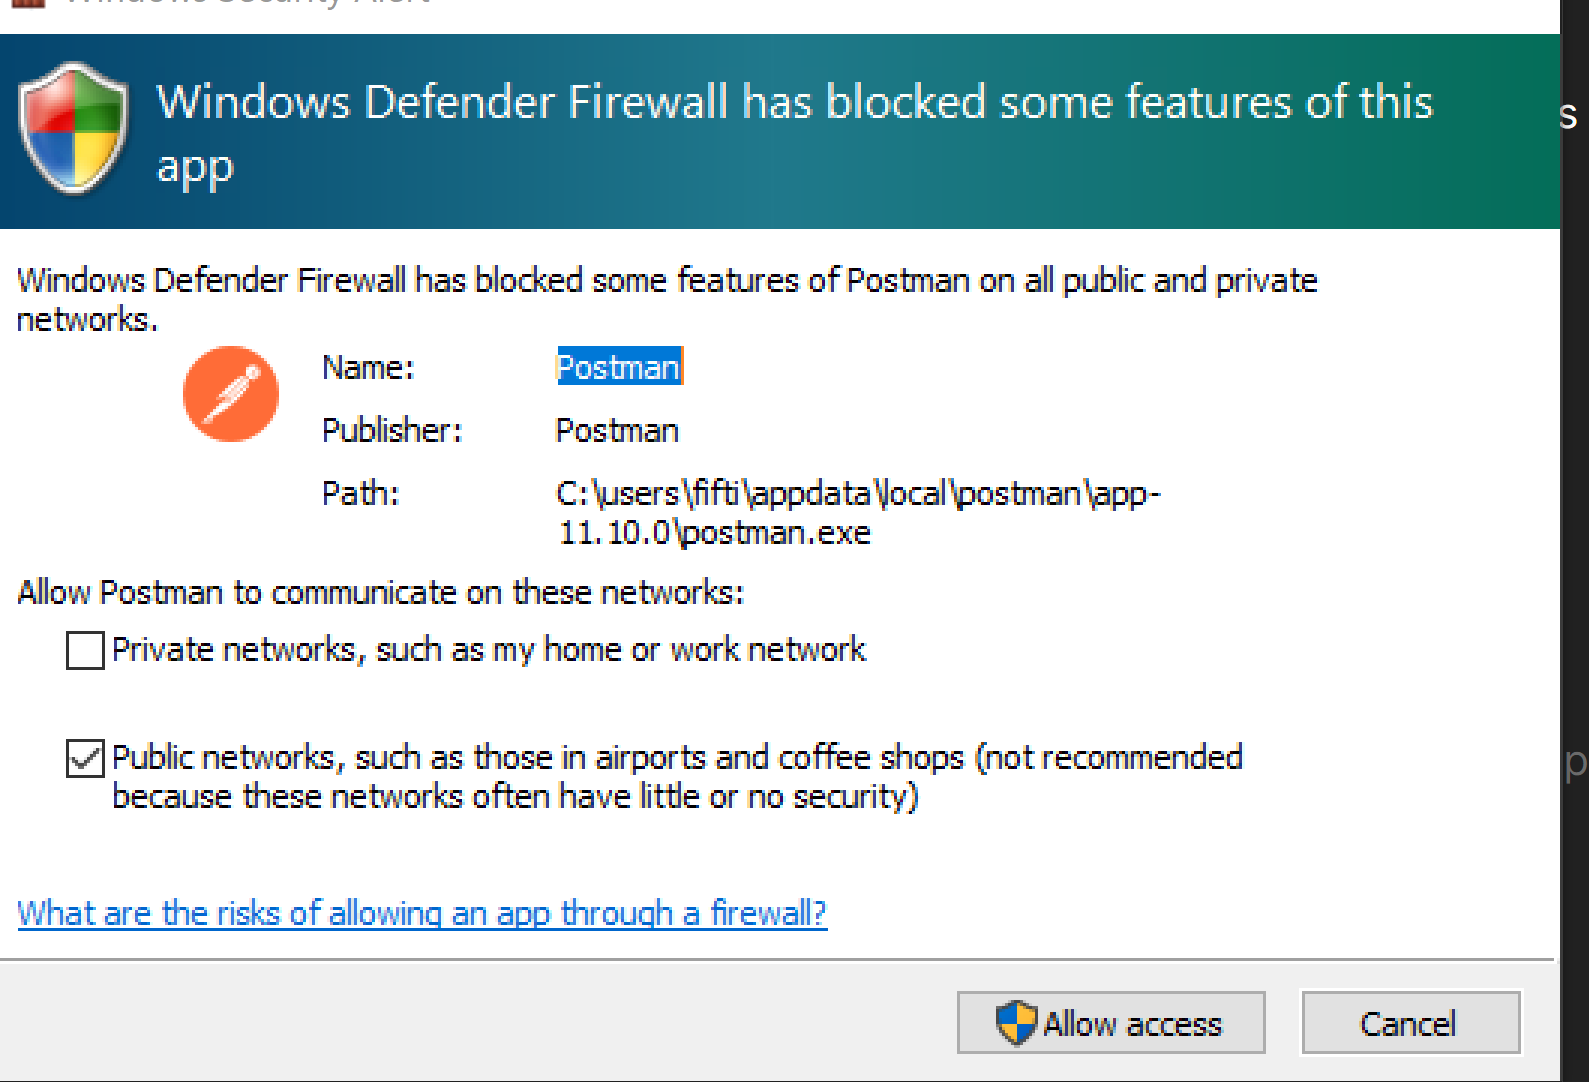 Windows Security Alert
Windows Defender Firewall has blocked some features of this
app
s
Windows Defender Firewall has blocked some features of Postman on all public and private
networks.
Name: Postman
Publisher: Postman
Path: C:\users\fifti\appdata\local\postman\app-
11.10.0\postman.exe
Allow Postman to communicate on these networks:
Private networks, such as my home or work network
Public networks, such as those in airports and coffee shops (not recommended
p
because these networks often have little or no security)
What are the risks of allowing an app through a firewall?
Allow access Cancel